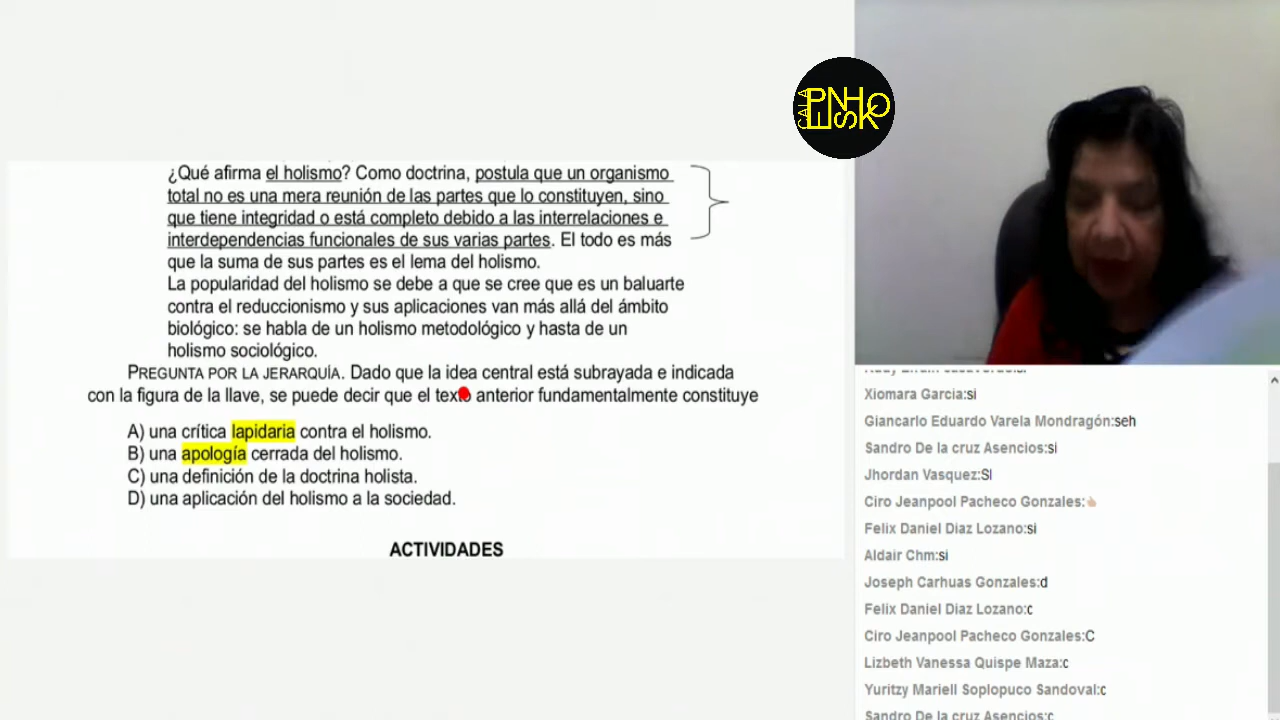 ¿Qué afirma el holismo? Como doctrina, postula que un organismo
total no es una mera reunión de las partes que lo constituyen, sino
que tiene integridad o está completo debido a las interrelaciones e
interdependencias funcionales de sus varias partes. El todo es más
que la suma de sus partes es el lema del holismo.
La popularidad del holismo se debe a que se cree que es un baluarte
contra el reduccionismo y sus aplicaciones van más allá del ámbito
biológico: se habla de un holismo metodológico y hasta de un
holismo sociológico.
PREGUNTA POR LA JERARQUÍA. Dado que la idea central está subrayada e indicada
con la figura de la llave, se puede decir que el texto anterior fundamentalmente constituye
A) una crítica lapidaria contra el holismo.
B) una apología cerrada del holismo.
C) una definición de la doctrina holista.
D) una aplicación del holismo a la sociedad.
ACTIVIDADES
Xiomara Garcia:si
Giancarlo Eduardo Varela Mondragón:seh
Sandro De la cruz Asencios:si
Jhordan Vasquez:SI
Ciro Jeanpool Pacheco Gonzales:
Felix Daniel Diaz Lozano:si
Aldair Chm:si
Joseph Carhuas Gonzales:d
Felix Daniel Diaz Lozano:c
Ciro Jeanpool Pacheco Gonzales:C
Lizbeth Vanessa Quispe Maza:c
Yuritzy Mariell Soplopuco Sandoval:c
Sandro De la cruz Asencios:c